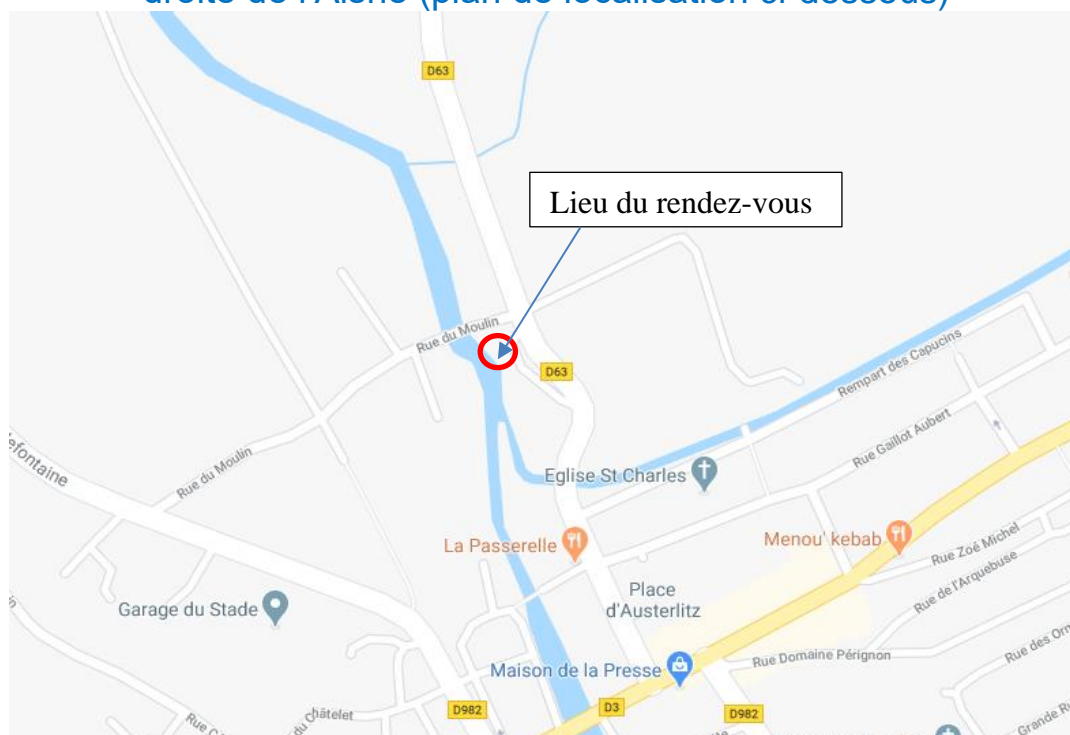 droite de l'Aisne (plan de localisation ci-dessous)
D63
Lieu du rendez-vous
Rue du Moulin
D63
Rempart des Capucins
Rue Gaillot Aubert
efontaine
Rue du Moulin
Eglise St Charles
La Passerelle
Menou' kebab
Rue Zoé Michel
Rue de l'Arquebuse
Place
d'Austerlitz
Garage du Stade
Rue des Orm
Maison de la Presse
Rue Domaine Pérignon
D982
D3
D982
Châtelet
Grande Ru